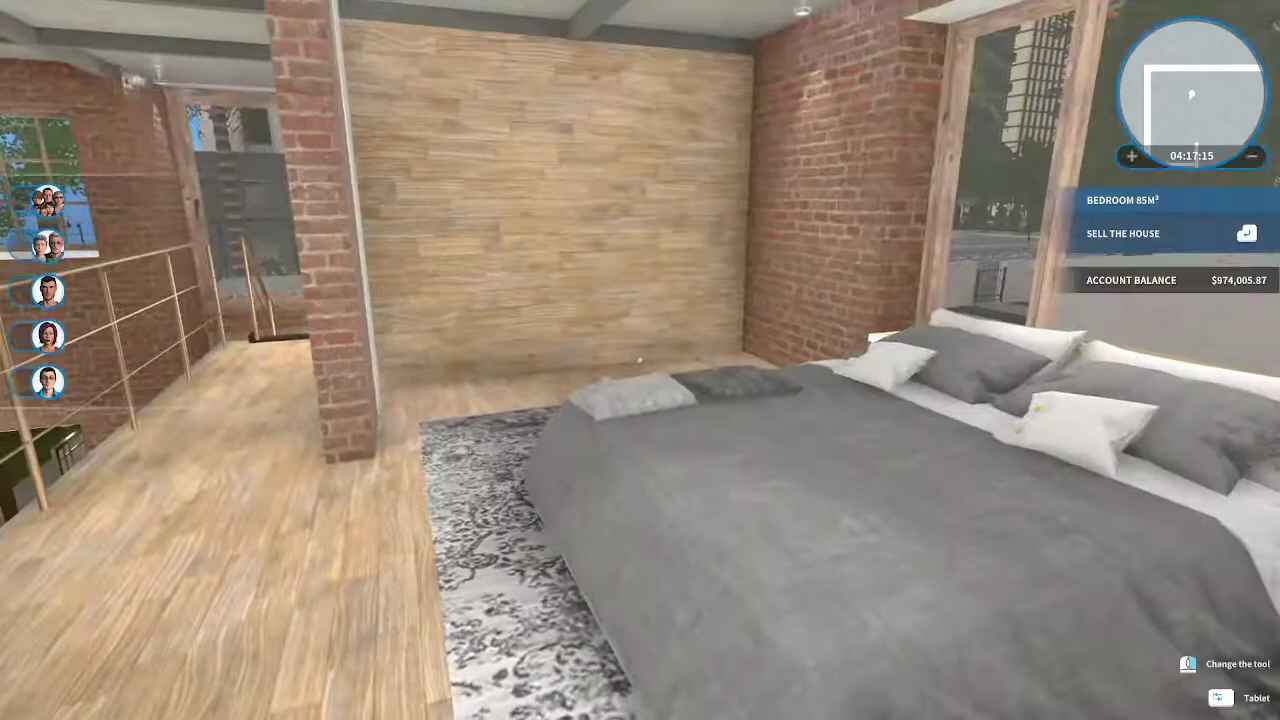 04:17:15
BEDROOM 85M²
SELL THE HOUSE
ACCOUNT BALANCE $974,005.87
Change the tool
Tablet